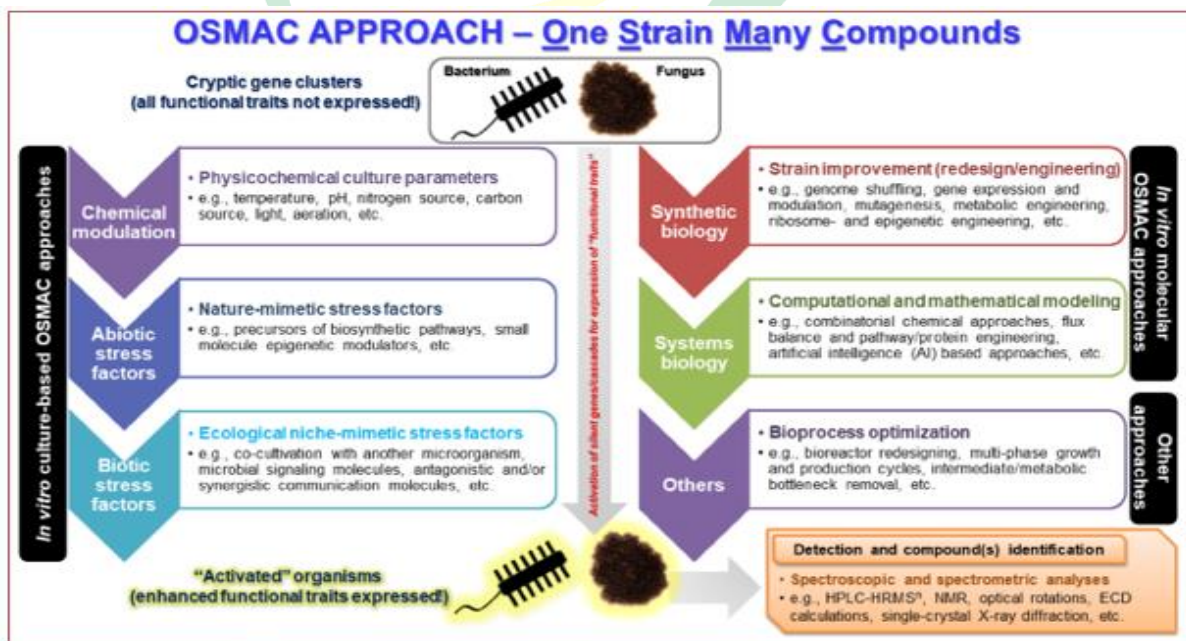 OSMAC APPROACH – One Strain Many Compounds
Cryptic gene clusters
(all functional traits not expressed!)
Bacterium
Fungus
In vitro culture-based OSMAC approaches
Chemical
modulation
• Physicochemical culture parameters
• e.g., temperature, pH, nitrogen source, carbon
source, light, aeration, etc.
Abiotic
stress
factors
• Nature-mimetic stress factors
• e.g., precursors of biosynthetic pathways, small
molecule epigenetic modulators, etc.
Biotic
stress
factors
• Ecological niche-mimetic stress factors
• e.g., co-cultivation with another microorganism,
microbial signaling molecules, antagonistic and/or
synergistic communication molecules, etc.
Activation of silent genes/cascades for expression of "functional traits"
Synthetic
biology
• Strain improvement (redesign/engineering)
• e.g., genome shuffling, gene expression and
modulation, mutagenesis, metabolic engineering,
ribosome- and epigenetic engineering, etc.
Systems
biology
• Computational and mathematical modeling
• e.g., combinatorial chemical approaches, flux
balance and pathway/protein engineering,
artificial intelligence (AI) based approaches, etc.
In vitro molecular
OSMAC approaches
Others
• Bioprocess optimization
• e.g., bioreactor redesigning, multi-phase growth
and production cycles, intermediate/metabolic
bottleneck removal, etc.
Other
approaches
"Activated" organisms
(enhanced functional traits expressed!)
Detection and compound(s) identification
• Spectroscopic and spectrometric analyses
• e.g., HPLC-HRMSⁿ, NMR, optical rotations, ECD
calculations, single-crystal X-ray diffraction, etc.